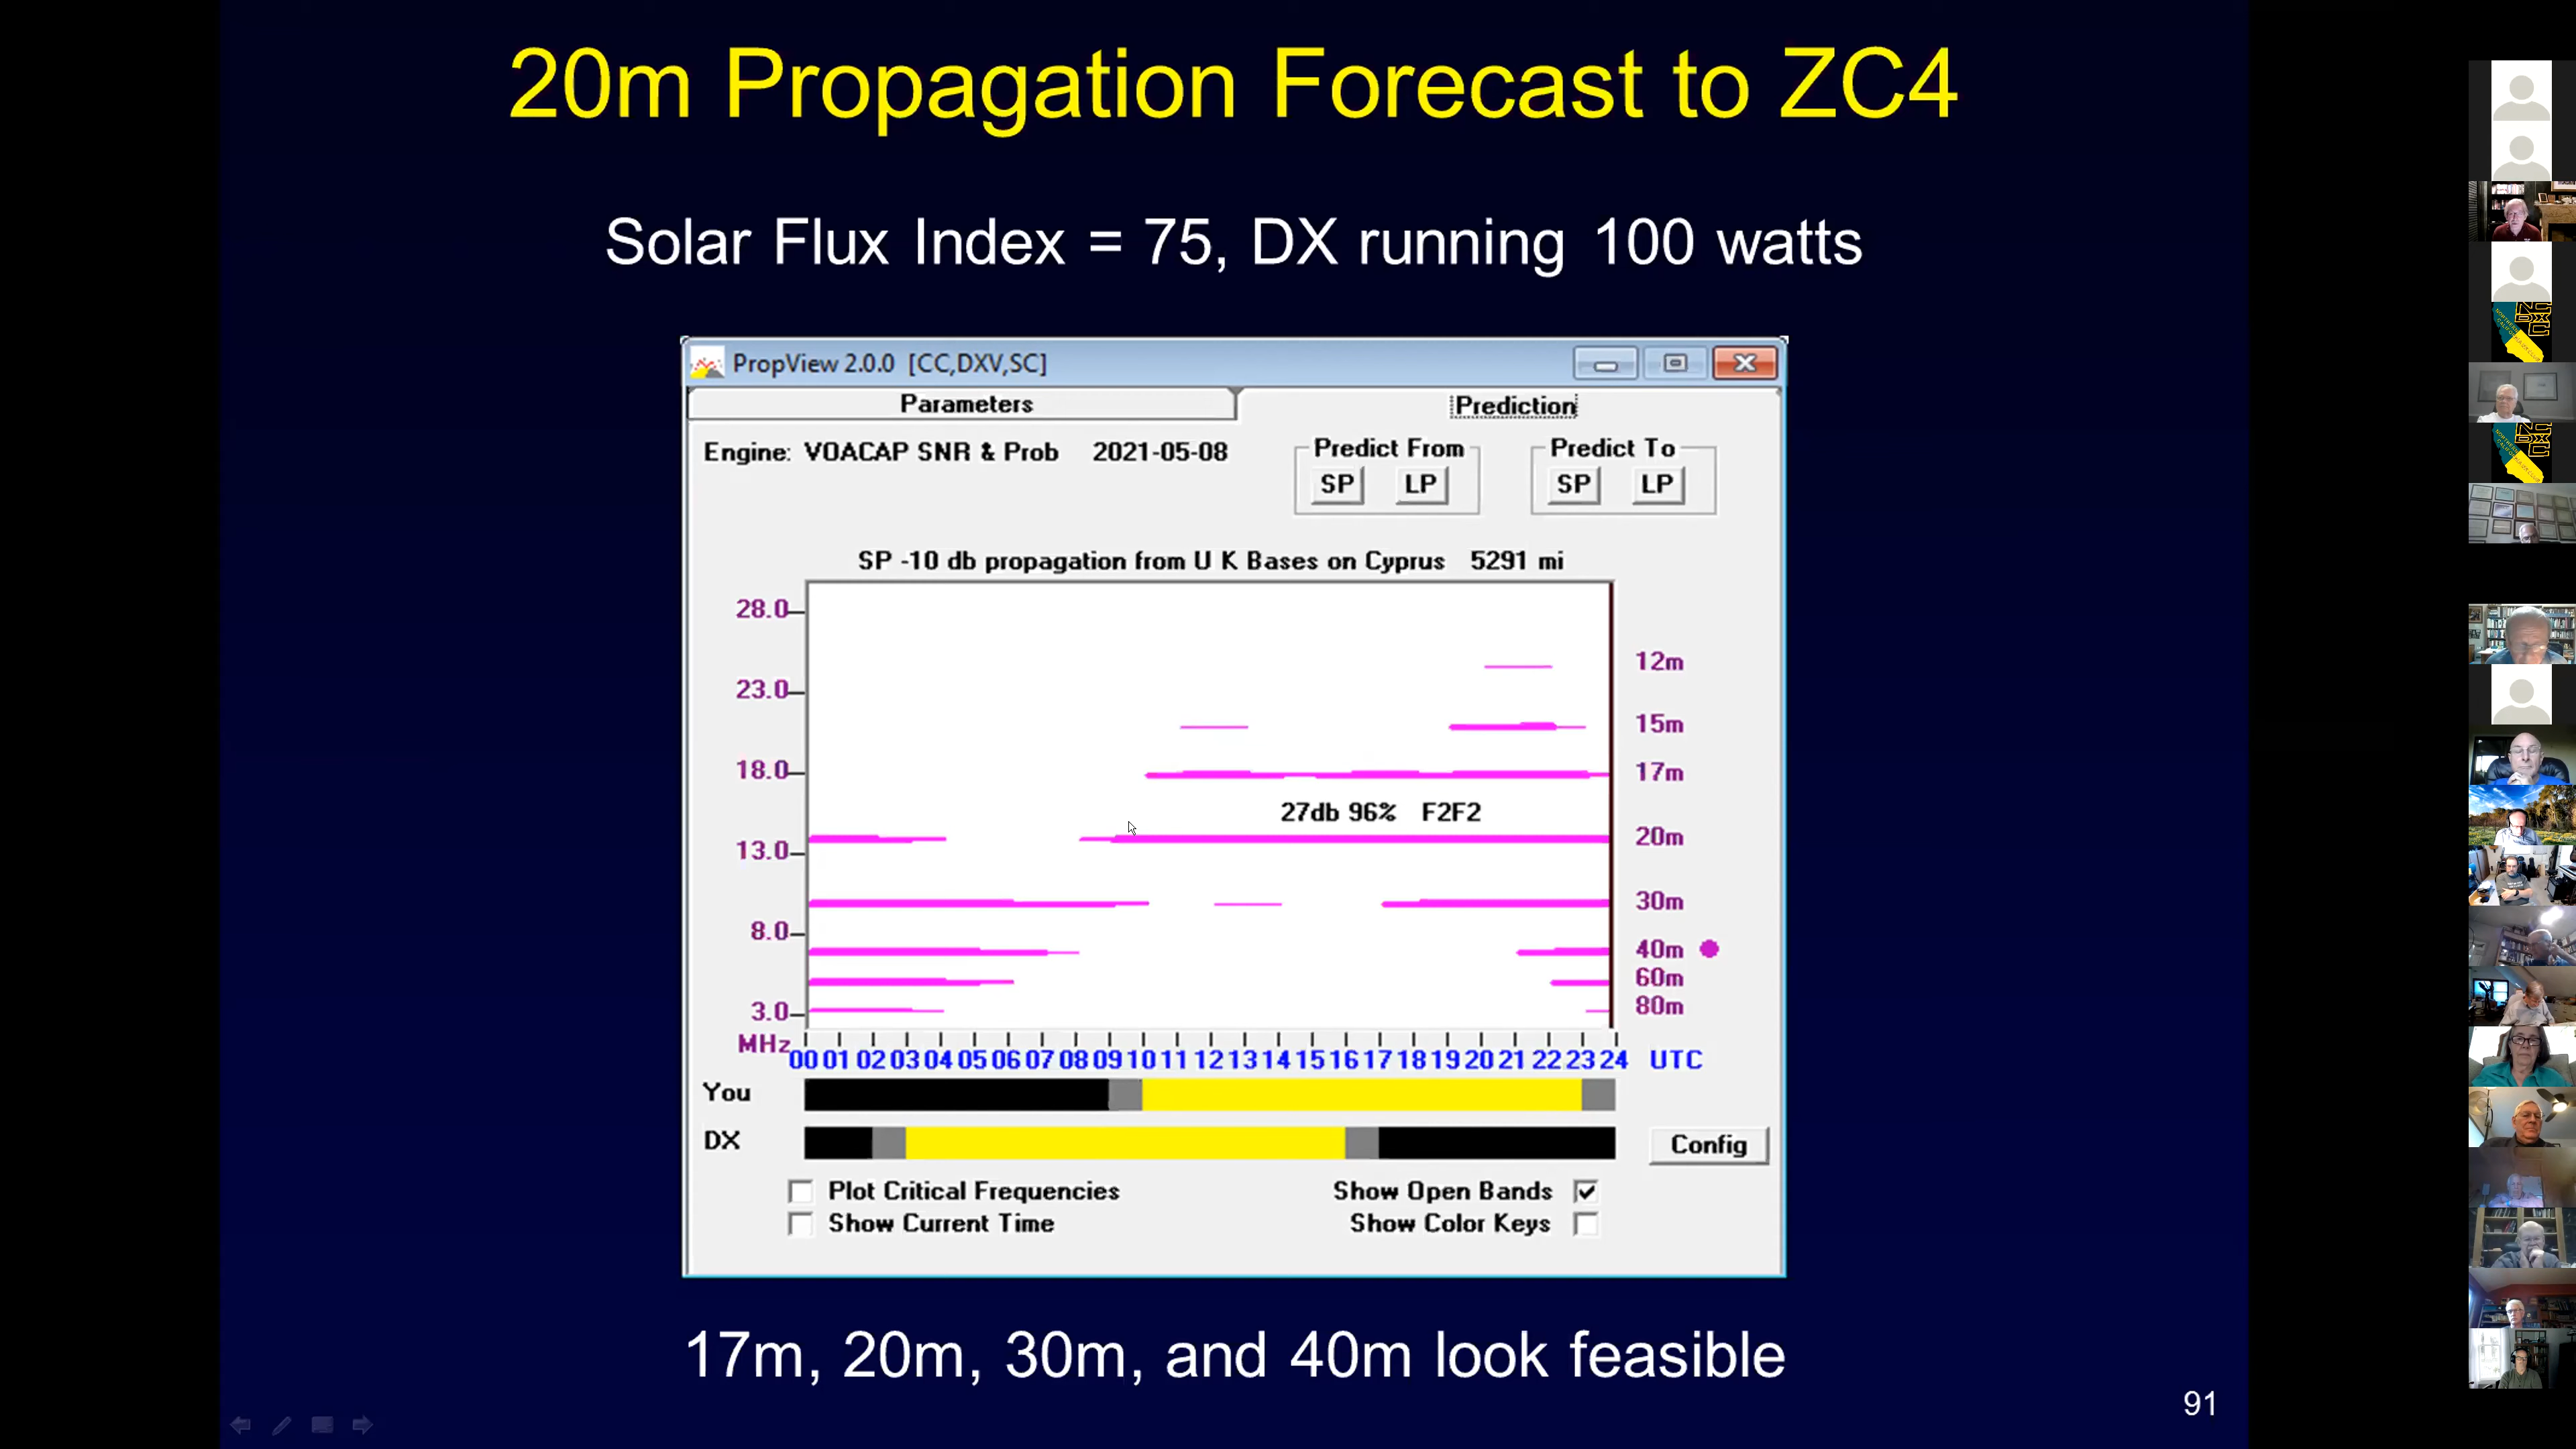 20m Propagation Forecast to ZC4
Solar Flux Index = 75, DX running 100 watts
PropView 2.0.0 [CC,DXV,SC]
Parameters
Prediction
Engine: VOACAP SNR & Prob 2021-05-08
Predict From
SP LP
Predict To
SP LP
SP -10 db propagation from U K Bases on Cyprus 5291 mi
28.0
12m
23.0
15m
18.0
17m
27db 96% F2F2
20m
13.0
30m
8.0
40m
60m
3.0
80m
MHz
00 01 02 03 04 05 06 07 08 09 10 11 12 13 14 15 16 17 18 19 20 21 22 23 24 UTC
You
DX
Config
Plot Critical Frequencies
Show Open Bands
Show Current Time
Show Color Keys
17m, 20m, 30m, and 40m look feasible
91